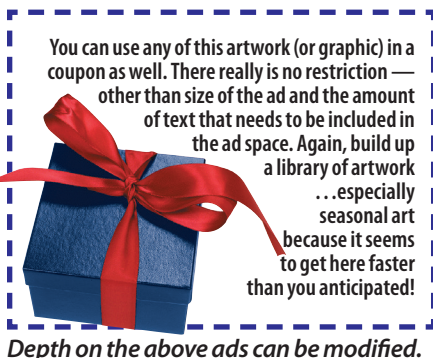 You can use any of this artwork (or graphic) in a
coupon as well. There really is no restriction —
other than size of the ad and the amount
of text that needs to be included in
the ad space. Again, build up
a library of artwork
. . .especially
seasonal art
because it seems
to get here faster
than you anticipated!
Depth on the above ads can be modified.